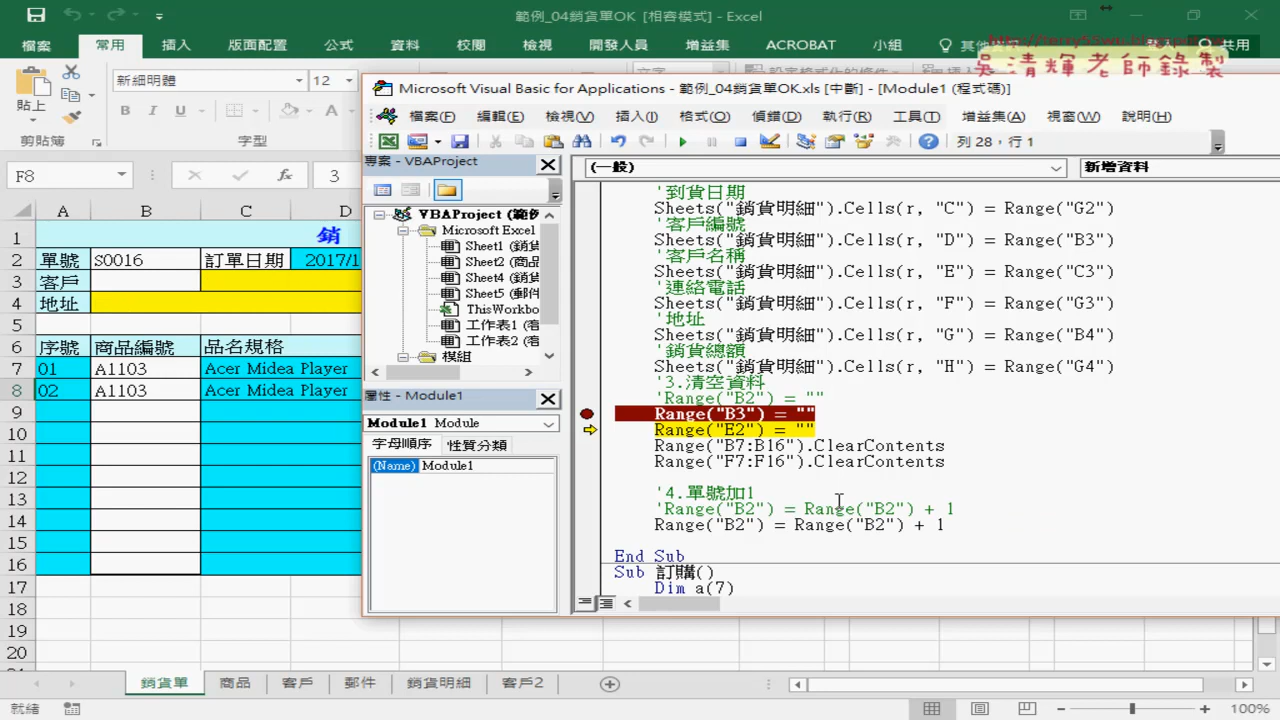 範例_04銷貨單OK [相容模式] - Excel
檔案 常用 插入 版面配置 公式 資料 校閱 檢視 開發人員 增益集 ACROBAT 小組 共用
http://terry55wu.blogspot.tw
吳清輝老師錄製
貼上 新細明體 12
B I U A
剪貼簿 字型
F8 fx 3
A B C D
1 銷
2 單號 S0016 訂單日期 2017/1
3 客戶
4 地址
5
6 序號 商品編號 品名規格
7 01 A1103 Acer Midea Player
8 02 A1103 Acer Midea Player
9
10
11
12
13
14
15
16
17
18
19
20
Microsoft Visual Basic for Applications - 範例_04銷貨單OK.xls [中斷] - [Module1 (程式碼)]
檔案(F) 編輯(E) 檢視(V) 插入(I) 格式(O) 偵錯(D) 執行(R) 工具(T) 增益集(A) 視窗(W) 說明(H)
列 28，行 1
專案 - VBAProject
VBAProject (範例
Microsoft Excel
Sheet1 (銷貨
Sheet2 (商品
Sheet4 (銷貨
Sheet5 (郵件
ThisWorkbo
工作表1 (客
工作表2 (客
模組
屬性 - Module1
Module1 Module
字母順序 性質分類
(Name) Module1
(一般) 新增資料
'到貨日期
Sheets("銷貨明細").Cells(r, "C") = Range("G2")
'客戶編號
Sheets("銷貨明細").Cells(r, "D") = Range("B3")
'客戶名稱
Sheets("銷貨明細").Cells(r, "E") = Range("C3")
'連絡電話
Sheets("銷貨明細").Cells(r, "F") = Range("G3")
'地址
Sheets("銷貨明細").Cells(r, "G") = Range("B4")
'銷貨總額
Sheets("銷貨明細").Cells(r, "H") = Range("G4")
'3.清空資料
'Range("B2") = ""
Range("B3") = ""
Range("E2") = ""
Range("B7:B16").ClearContents
Range("F7:F16").ClearContents
'4.單號加1
'Range("B2") = Range("B2") + 1
Range("B2") = Range("B2") + 1
End Sub
Sub 訂購()
Dim a(7)
銷貨單 商品 客戶 郵件 銷貨明細 客戶2
就緒 100%